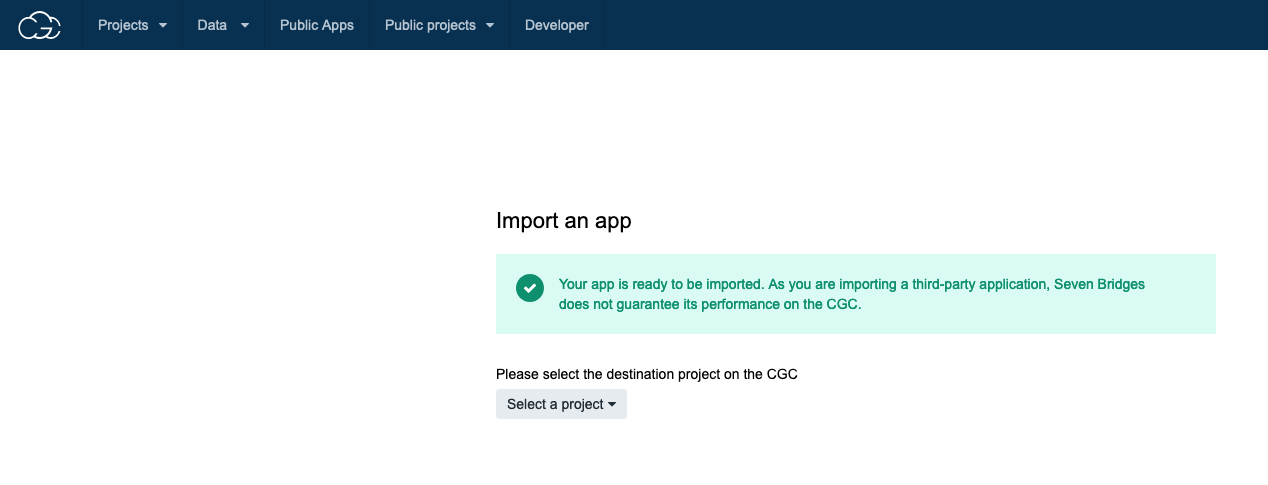 CGC
Projects
Data
Public Apps
Public projects
Developer
Import an app
Your app is ready to be imported. As you are importing a third-party application, Seven Bridges
does not guarantee its performance on the CGC.
Please select the destination project on the CGC
Select a project